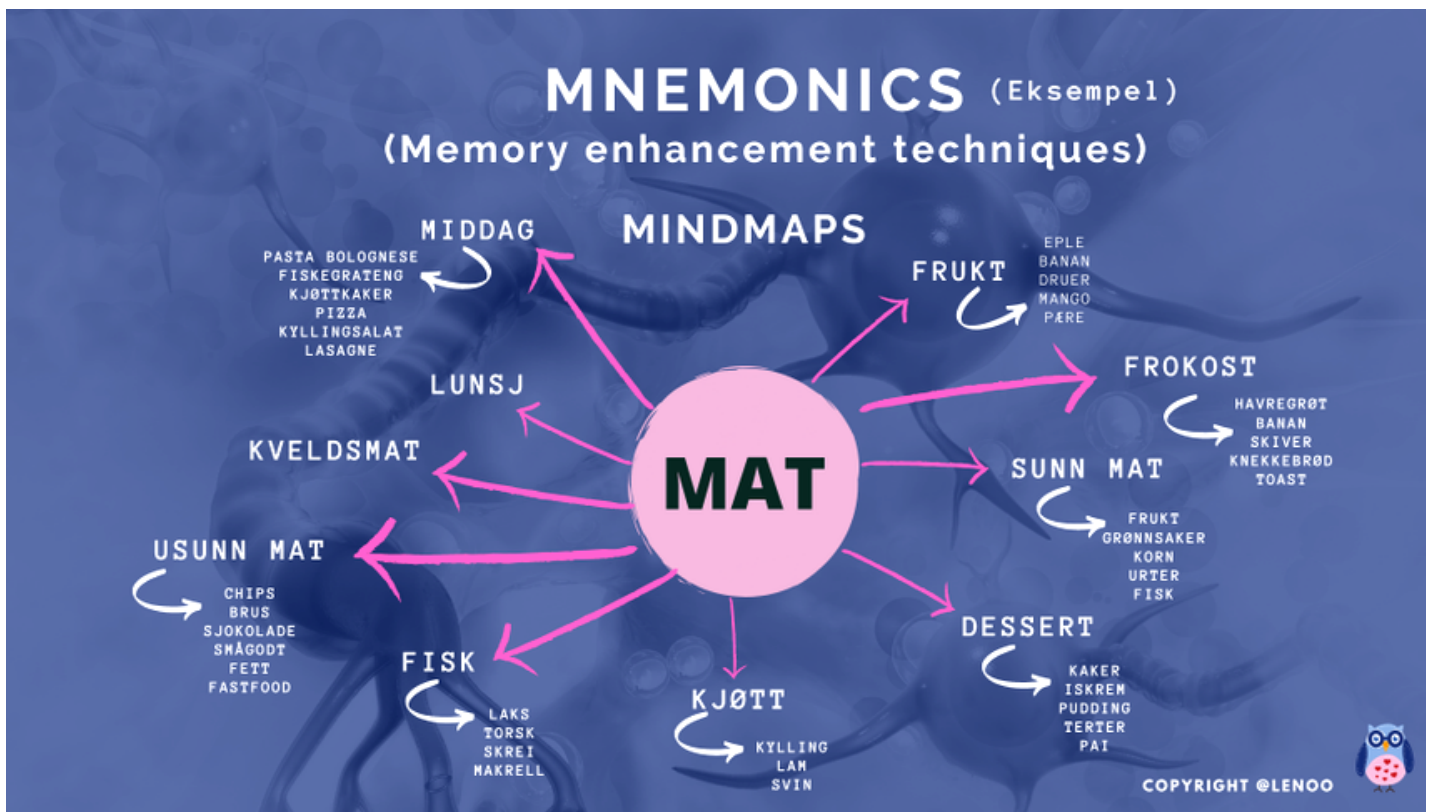 MNEMONICS (Eksempel)
(Memory enhancement techniques)
MINDMAPS
MIDDAG
PASTA BOLOGNESE
FISKEGRATENG
KJØTTKAKER
PIZZA
KYLLINGSALAT
LASAGNE
LUNSJ
KVELDSMAT
USUNN MAT
CHIPS
BRUS
SJOKOLADE
SMÅGODT
FETT
FASTFOOD
FISK
LAKS
TORSK
SKREI
MAKRELL
MAT
FRUKT
EPLE
BANAN
DRUER
MANGO
PÆRE
FROKOST
HAVREGRØT
BANAN
SKIVER
KNEKKEBRØD
TOAST
SUNN MAT
FRUKT
GRØNNSAKER
KORN
URTER
FISK
DESSERT
KAKER
ISKREM
PUDDING
TERTER
PAI
KJØTT
KYLLING
LAM
SVIN
COPYRIGHT @LENOO